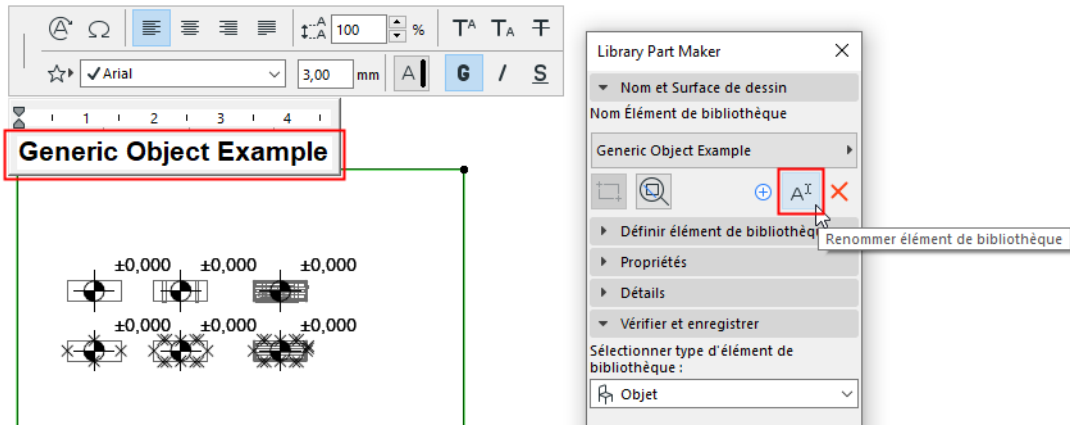 100 %
Arial
3,00 mm
A
G / S
1 2 3 4
Generic Object Example
±0,000 ±0,000 ±0,000
±0,000 ±0,000 ±0,000
Library Part Maker
Nom et Surface de dessin
Nom Élément de bibliothèque
Generic Object Example
Définir élément de bibliothèq
Renommer élément de bibliothèque
Propriétés
Détails
Vérifier et enregistrer
Sélectionner type d'élément de
bibliothèque :
Objet